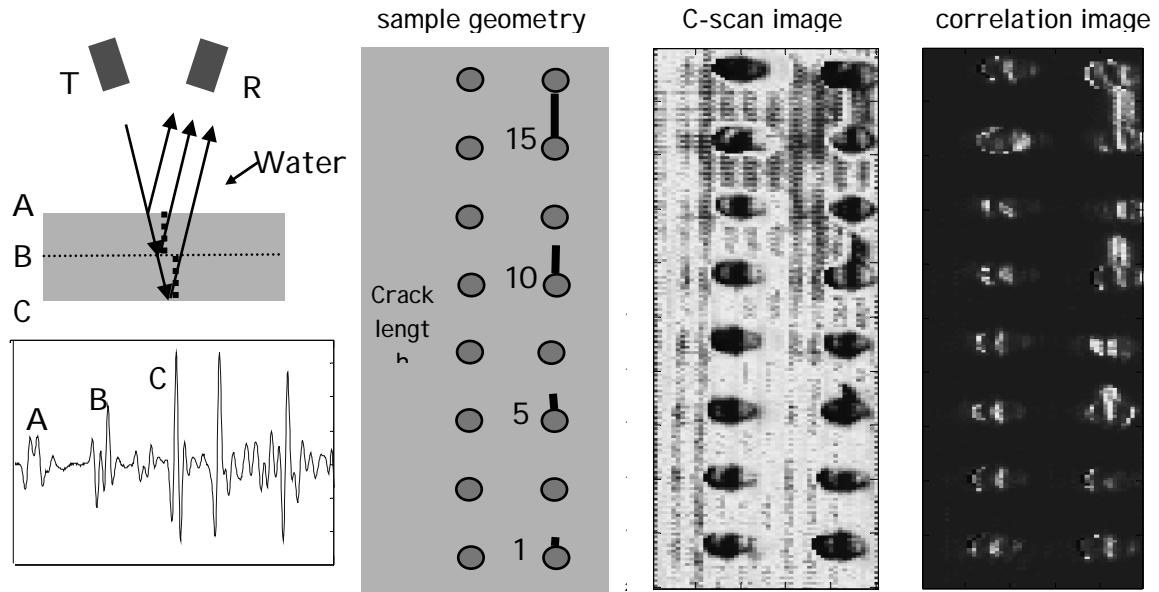 sample geometry
C-scan image
correlation image
T
R
Water
A
B
C
A
B
C
15
10
Crack
lengt
h
5
1